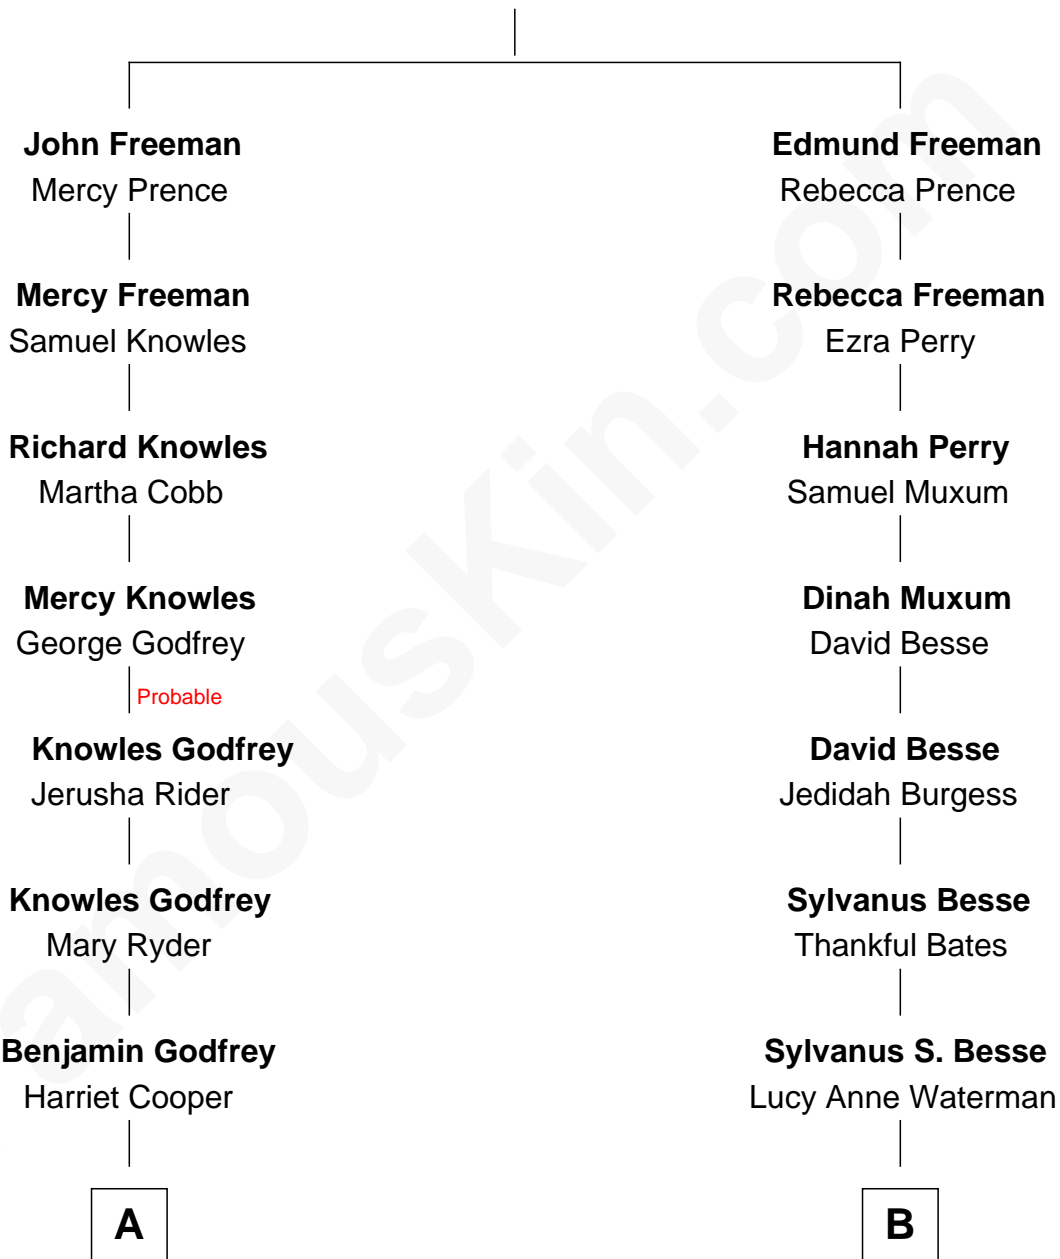 John Freeman
Mercy Prence
Mercy Freeman
Samuel Knowles
Richard Knowles
Martha Cobb
Mercy Knowles
George Godfrey
Probable
Knowles Godfrey
Jerusha Rider
Knowles Godfrey
Mary Ryder
Benjamin Godfrey
Harriet Cooper
A
Edmund Freeman
Rebecca Prence
Rebecca Freeman
Ezra Perry
Hannah Perry
Samuel Muxum
Dinah Muxum
David Besse
David Besse
Jedidah Burgess
Sylvanus Besse
Thankful Bates
Sylvanus S. Besse
Lucy Anne Waterman
B
amousKin.com